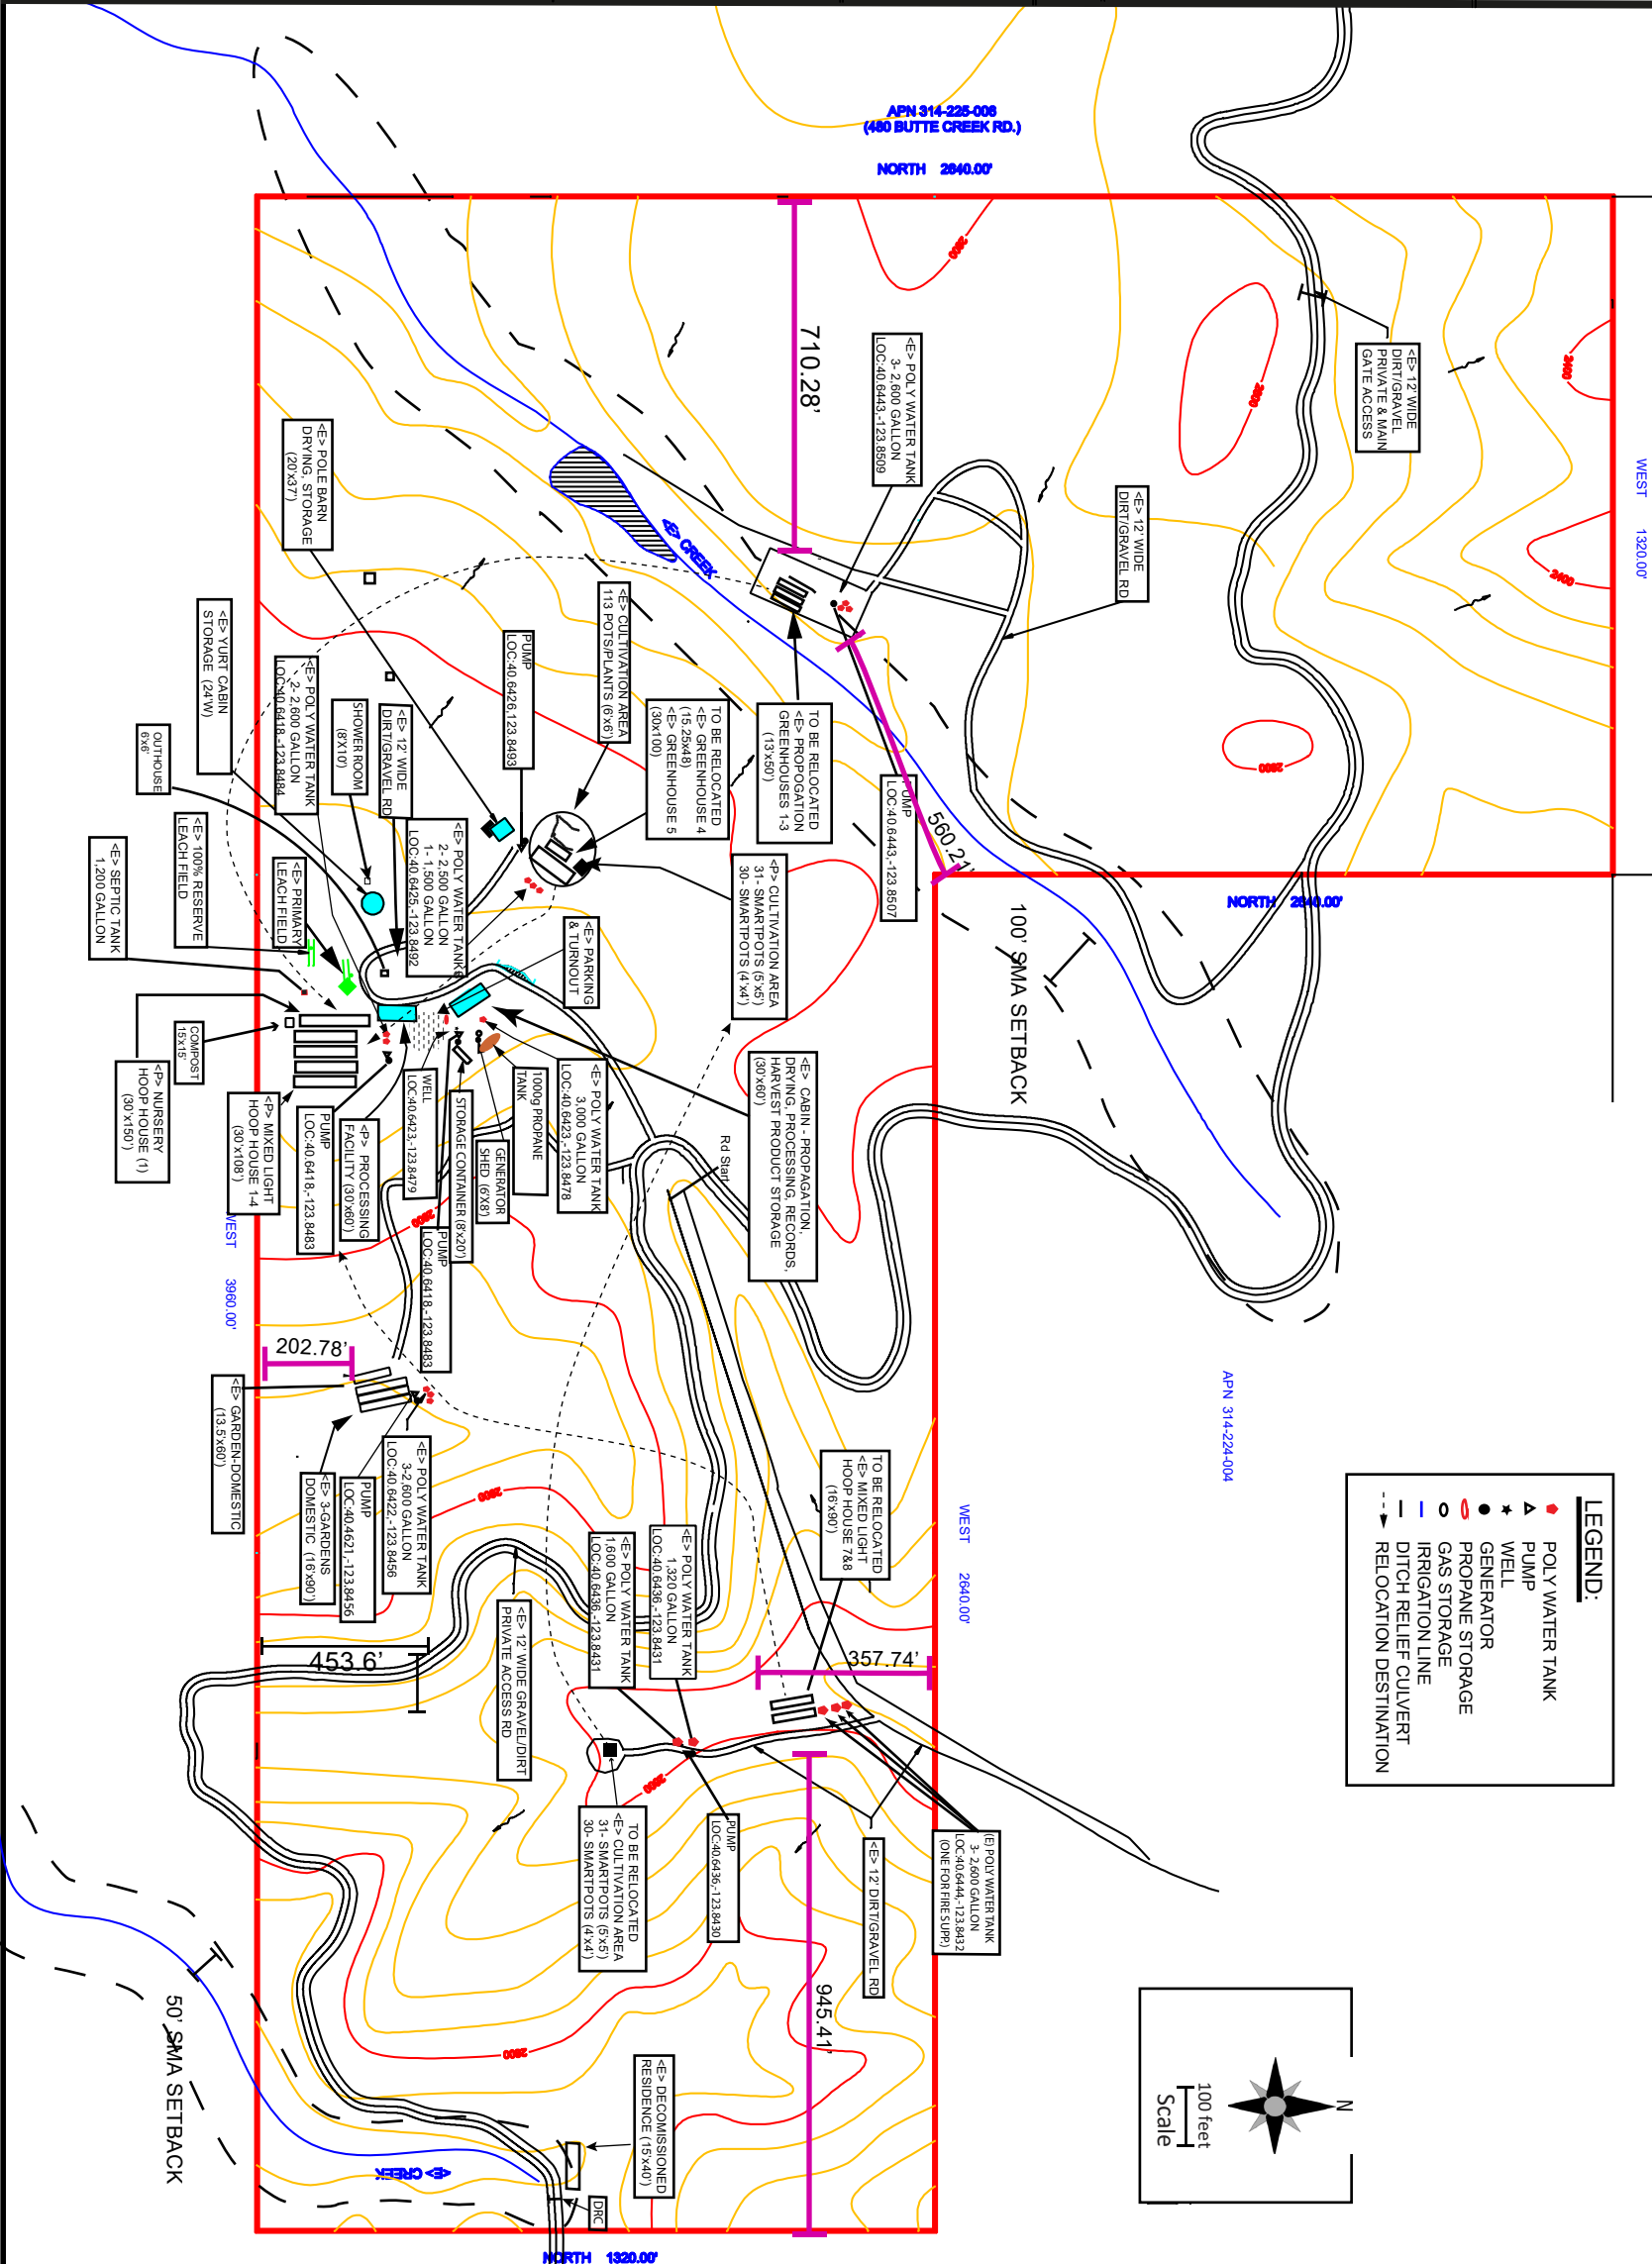 APN 314-225-006
(480 BUTTE CREEK RD.)
NORTH 2640.00'
WEST 1320.00'
<E> 12' WIDE
DIRT/GRAVEL
PRIVATE & MAIN
GATE ACCESS
2400
2400
2600
2600
2600
710.28'
<E> POLY WATER TANK
3- 2,600 GALLON
LOC:40.6443,-123.8509
<E> 12' WIDE
DIRT/GRAVEL RD
<E> POLE BARN
DRYING, STORAGE
(20'x37')
<E> CREEK
<E> CULTIVATION AREA
113 POTS/PLANTS (6'x6')
PUMP
LOC:40.6426,123.8493
<E> YURT CABIN
STORAGE (24'W)
<E> POLY WATER TANK
2- 2,600 GALLON
LOC:40.6418,-123.8484
SHOWER ROOM
(8'X10')
<E> 12' WIDE
DIRT/GRAVEL RD
OUTHOUSE
6'x6'
TO BE RELOCATED
<E> GREENHOUSE 4
(15.25x48)
<E> GREENHOUSE 5
(30x100)
TO BE RELOCATED
<E> PROPOGATION
GREENHOUSES 1-3
(13'x50')
PUMP
LOC:40.6443,-123.8507
560.21'
NORTH 2640.00'
<E> POLY WATER TANKS
2- 2,500 GALLON
1- 1,500 GALLON
LOC:40.6425,-123.8492
<P> CULTIVATION AREA
31- SMARTPOTS (5'x5')
30- SMARTPOTS (4'x4')
<E> SEPTIC TANK
1,200 GALLON
<E> 100% RESERVE
LEACH FIELD
<E> PRIMARY
LEACH FIELD
<E> PARKING
& TURNOUT
100' SMA SETBACK
COMPOST
15'x15'
<P> NURSERY
HOOP HOUSE (1)
(30'x150')
<P> MIXED LIGHT
HOOP HOUSE 1-4
(30'x108')
PUMP
LOC:40.6418,-123.8483
<P> PROCESSING
FACILITY (30'x60')
WELL
LOC:40.6423,-123.8479
STORAGE CONTAINER (8'x20')
GENERATOR
SHED (6'X8')
1000g PROPANE
TANK
<E> POLY WATER TANK
3,000 GALLON
LOC:40.6423,-123.8478
<E> CABIN - PROPAGATION,
DRYING, PROCESSING, RECORDS,
HARVEST PRODUCT STORAGE
(30'x60')
Rd Start
2600
PUMP
LOC:40.6418,-123.8483
WEST 3960.00'
202.78'
<E> GARDEN-DOMESTIC
(13.5'x60')
<E> 3-GARDENS
DOMESTIC (16'x90')
PUMP
LOC:40.4621,-123.8456
<E> POLY WATER TANK
3-2,600 GALLON
LOC:40.6422,-123.8456
2600
APN 314-224-004
WEST 2640.00'
TO BE RELOCATED
<E> MIXED LIGHT
HOOP HOUSE 7&8
(16'x90')
<E> POLY WATER TANK
1,320 GALLON
LOC:40.6436,-123.8431
<E> POLY WATER TANK
1,600 GALLON
LOC:40.6436,-123.8431
<E> 12' WIDE GRAVEL/DIRT
PRIVATE ACCESS RD
453.6'
357.74'
LEGEND:
POLY WATER TANK
PUMP
WELL
GENERATOR
PROPANE STORAGE
GAS STORAGE
IRRIGATION LINE
DITCH RELIEF CULVERT
RELOCATION DESTINATION
2600
TO BE RELOCATED
<E> CULTIVATION AREA
31- SMARTPOTS (5'x5')
30- SMARTPOTS (4'x4')
PUMP
LOC:40.6436,-123.8430
<E> 12' DIRT/GRAVEL RD
(E) POLY WATER TANK
3- 2,600 GALLON
LOC:40.6444,-123.8432
(ONE FOR FIRE SUPP.)
945.41'
2600
50' SMA SETBACK
<E> CREEK
<E> DECOMISSIONED
RESIDENCE (15'x40')
DRC
NORTH 1320.00'
N
100 feet
Scale